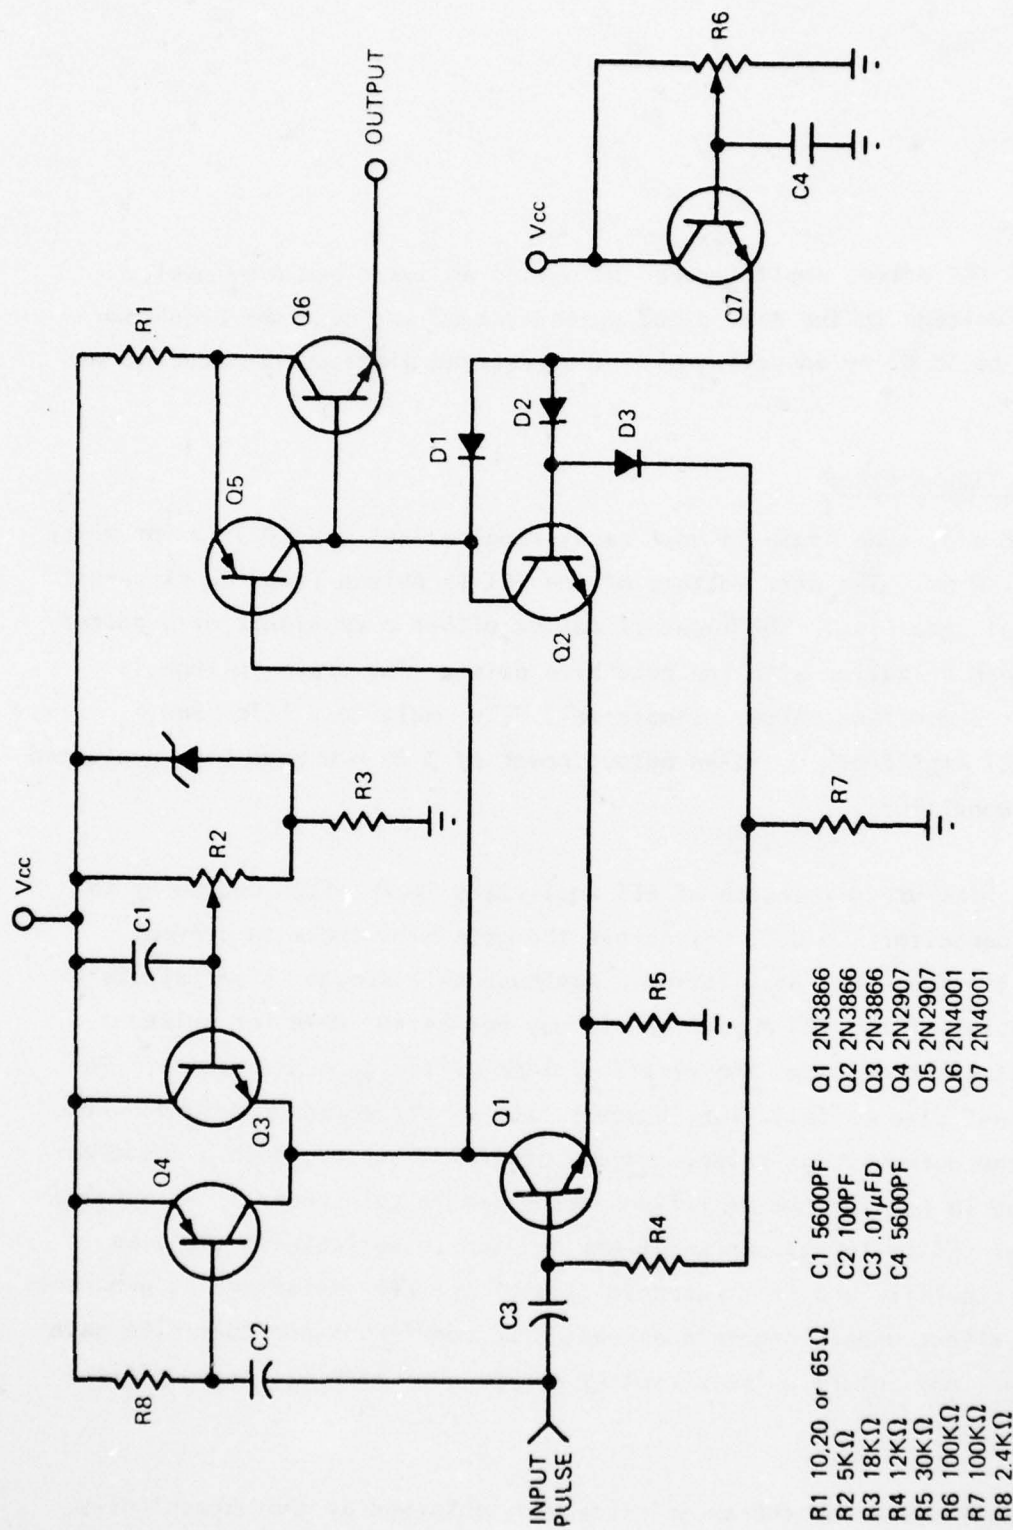 Vcc
R8
C2
Q4
Q3
C1
R2
R3
Q5
R1
Q6
OUTPUT
INPUT
PULSE
C3
Q1
R4
R5
Q2
D1
D2
D3
R7
Vcc
Q7
C4
R6
R1 10,20 or 65Ω
R2 5KΩ
R3 18KΩ
R4 12KΩ
R5 30KΩ
R6 100KΩ
R7 100KΩ
R8 2.4KΩ
C1 5600PF
C2 100PF
C3 .01μFD
C4 5600PF
Q1 2N3866
Q2 2N3866
Q3 2N3866
Q4 2N2907
Q5 2N2907
Q6 2N4001
Q7 2N4001